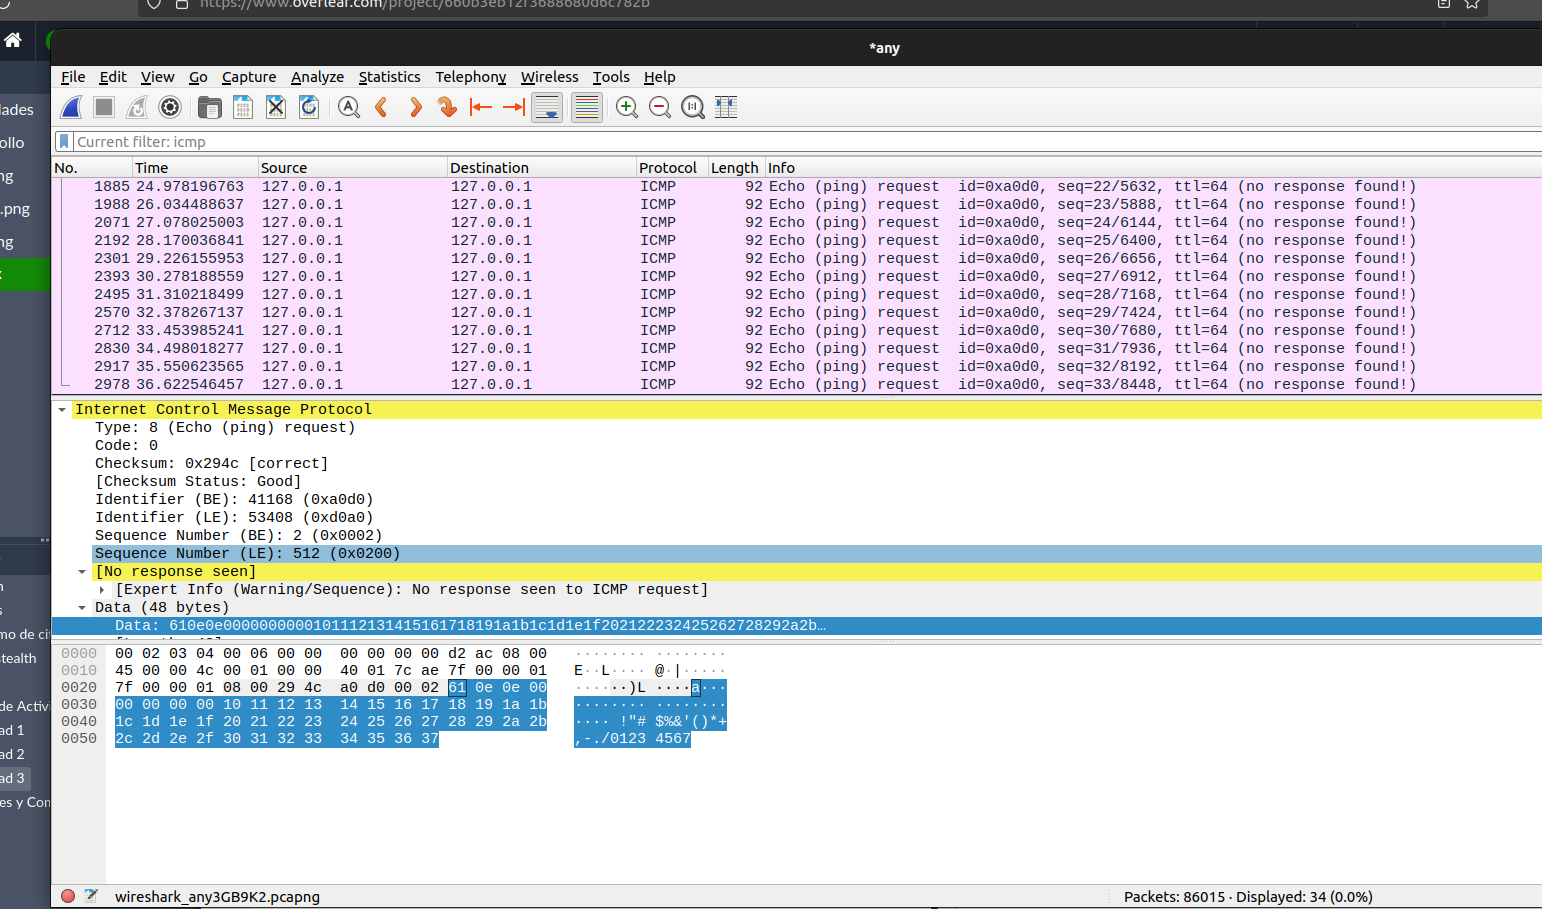 https://www.overleaf.com/project/660b3eb12f3688680d6c782b
*any
File Edit View Go Capture Analyze Statistics Telephony Wireless Tools Help
Current filter: icmp
No. Time Source Destination Protocol Length Info
1885 24.978196763 127.0.0.1 127.0.0.1 ICMP 92 Echo (ping) request id=0xa0d0, seq=22/5632, ttl=64 (no response found!)
1988 26.034488637 127.0.0.1 127.0.0.1 ICMP 92 Echo (ping) request id=0xa0d0, seq=23/5888, ttl=64 (no response found!)
2071 27.078025003 127.0.0.1 127.0.0.1 ICMP 92 Echo (ping) request id=0xa0d0, seq=24/6144, ttl=64 (no response found!)
2192 28.170036841 127.0.0.1 127.0.0.1 ICMP 92 Echo (ping) request id=0xa0d0, seq=25/6400, ttl=64 (no response found!)
2301 29.226155953 127.0.0.1 127.0.0.1 ICMP 92 Echo (ping) request id=0xa0d0, seq=26/6656, ttl=64 (no response found!)
2393 30.278188559 127.0.0.1 127.0.0.1 ICMP 92 Echo (ping) request id=0xa0d0, seq=27/6912, ttl=64 (no response found!)
2495 31.310218499 127.0.0.1 127.0.0.1 ICMP 92 Echo (ping) request id=0xa0d0, seq=28/7168, ttl=64 (no response found!)
2570 32.378267137 127.0.0.1 127.0.0.1 ICMP 92 Echo (ping) request id=0xa0d0, seq=29/7424, ttl=64 (no response found!)
2712 33.453985241 127.0.0.1 127.0.0.1 ICMP 92 Echo (ping) request id=0xa0d0, seq=30/7680, ttl=64 (no response found!)
2830 34.498018277 127.0.0.1 127.0.0.1 ICMP 92 Echo (ping) request id=0xa0d0, seq=31/7936, ttl=64 (no response found!)
2917 35.550623565 127.0.0.1 127.0.0.1 ICMP 92 Echo (ping) request id=0xa0d0, seq=32/8192, ttl=64 (no response found!)
2978 36.622546457 127.0.0.1 127.0.0.1 ICMP 92 Echo (ping) request id=0xa0d0, seq=33/8448, ttl=64 (no response found!)
Internet Control Message Protocol
Type: 8 (Echo (ping) request)
Code: 0
Checksum: 0x294c [correct]
[Checksum Status: Good]
Identifier (BE): 41168 (0xa0d0)
Identifier (LE): 53408 (0xd0a0)
Sequence Number (BE): 2 (0x0002)
Sequence Number (LE): 512 (0x0200)
[No response seen]
[Expert Info (Warning/Sequence): No response seen to ICMP request]
Data (48 bytes)
Data: 610e0e0000000000101112131415161718191a1b1c1d1e1f202122232425262728292a2b…
0000 00 02 03 04 00 06 00 00 00 00 00 00 d2 ac 08 00 ········ ········
0010 45 00 00 4c 00 01 00 00 40 01 7c ae 7f 00 00 01 E··L···· @·|·····
0020 7f 00 00 01 08 00 29 4c a0 d0 00 02 61 0e 0e 00 ······)L ····a···
0030 00 00 00 00 10 11 12 13 14 15 16 17 18 19 1a 1b ········ ········
0040 1c 1d 1e 1f 20 21 22 23 24 25 26 27 28 29 2a 2b ···· !"# $%&'()*+
0050 2c 2d 2e 2f 30 31 32 33 34 35 36 37 ,-./0123 4567
wireshark_any3GB9K2.pcapng
Packets: 86015 · Displayed: 34 (0.0%)
lades
ollo
ng
.png
ng
x
mo de ci
stealth
de Activi
ad 1
ad 2
ad 3
es y Con